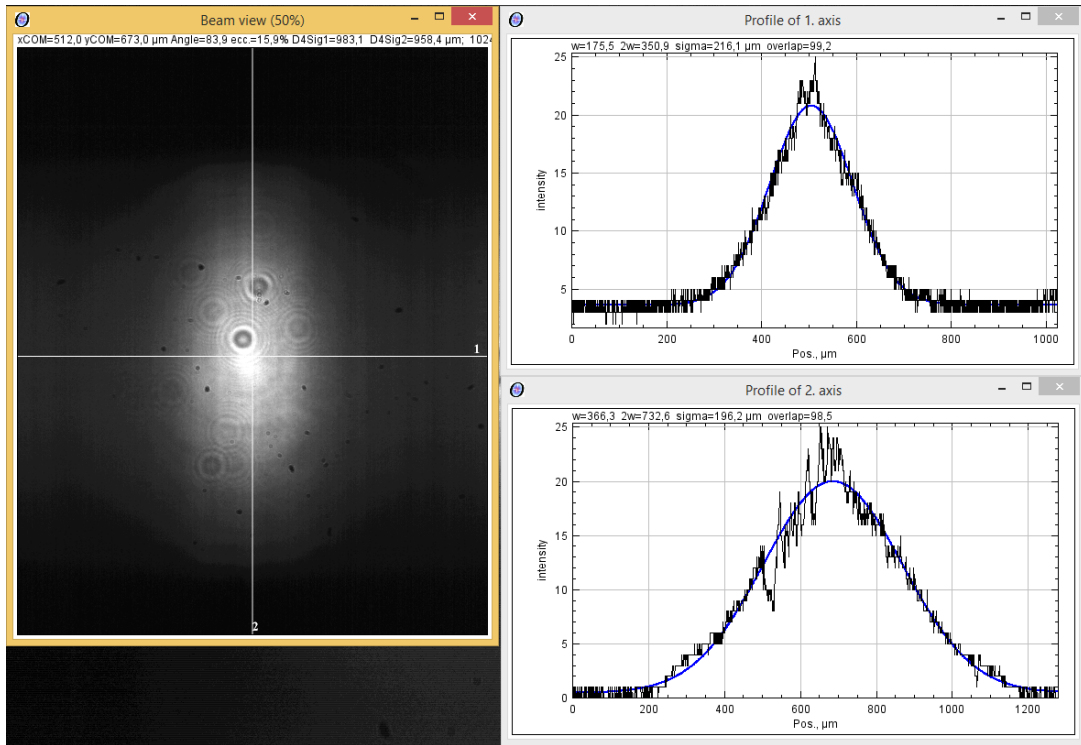 Beam view (50%)
xCOM=512,0 yCOM=673,0 µm Angle=83,9 ecc.=15,9% D4Sig1=983,1 D4Sig2=958,4 µm; 1024
1
2
Profile of 1. axis
w=175,5 2w=350,9 sigma=216,1 µm overlap=99,2
25
20
15
10
5
intensity
0 200 400 600 800 1000
Pos., µm
Profile of 2. axis
w=366,3 2w=732,6 sigma=196,2 µm overlap=98,5
25
20
15
10
5
0
intensity
0 200 400 600 800 1000 1200
Pos., µm